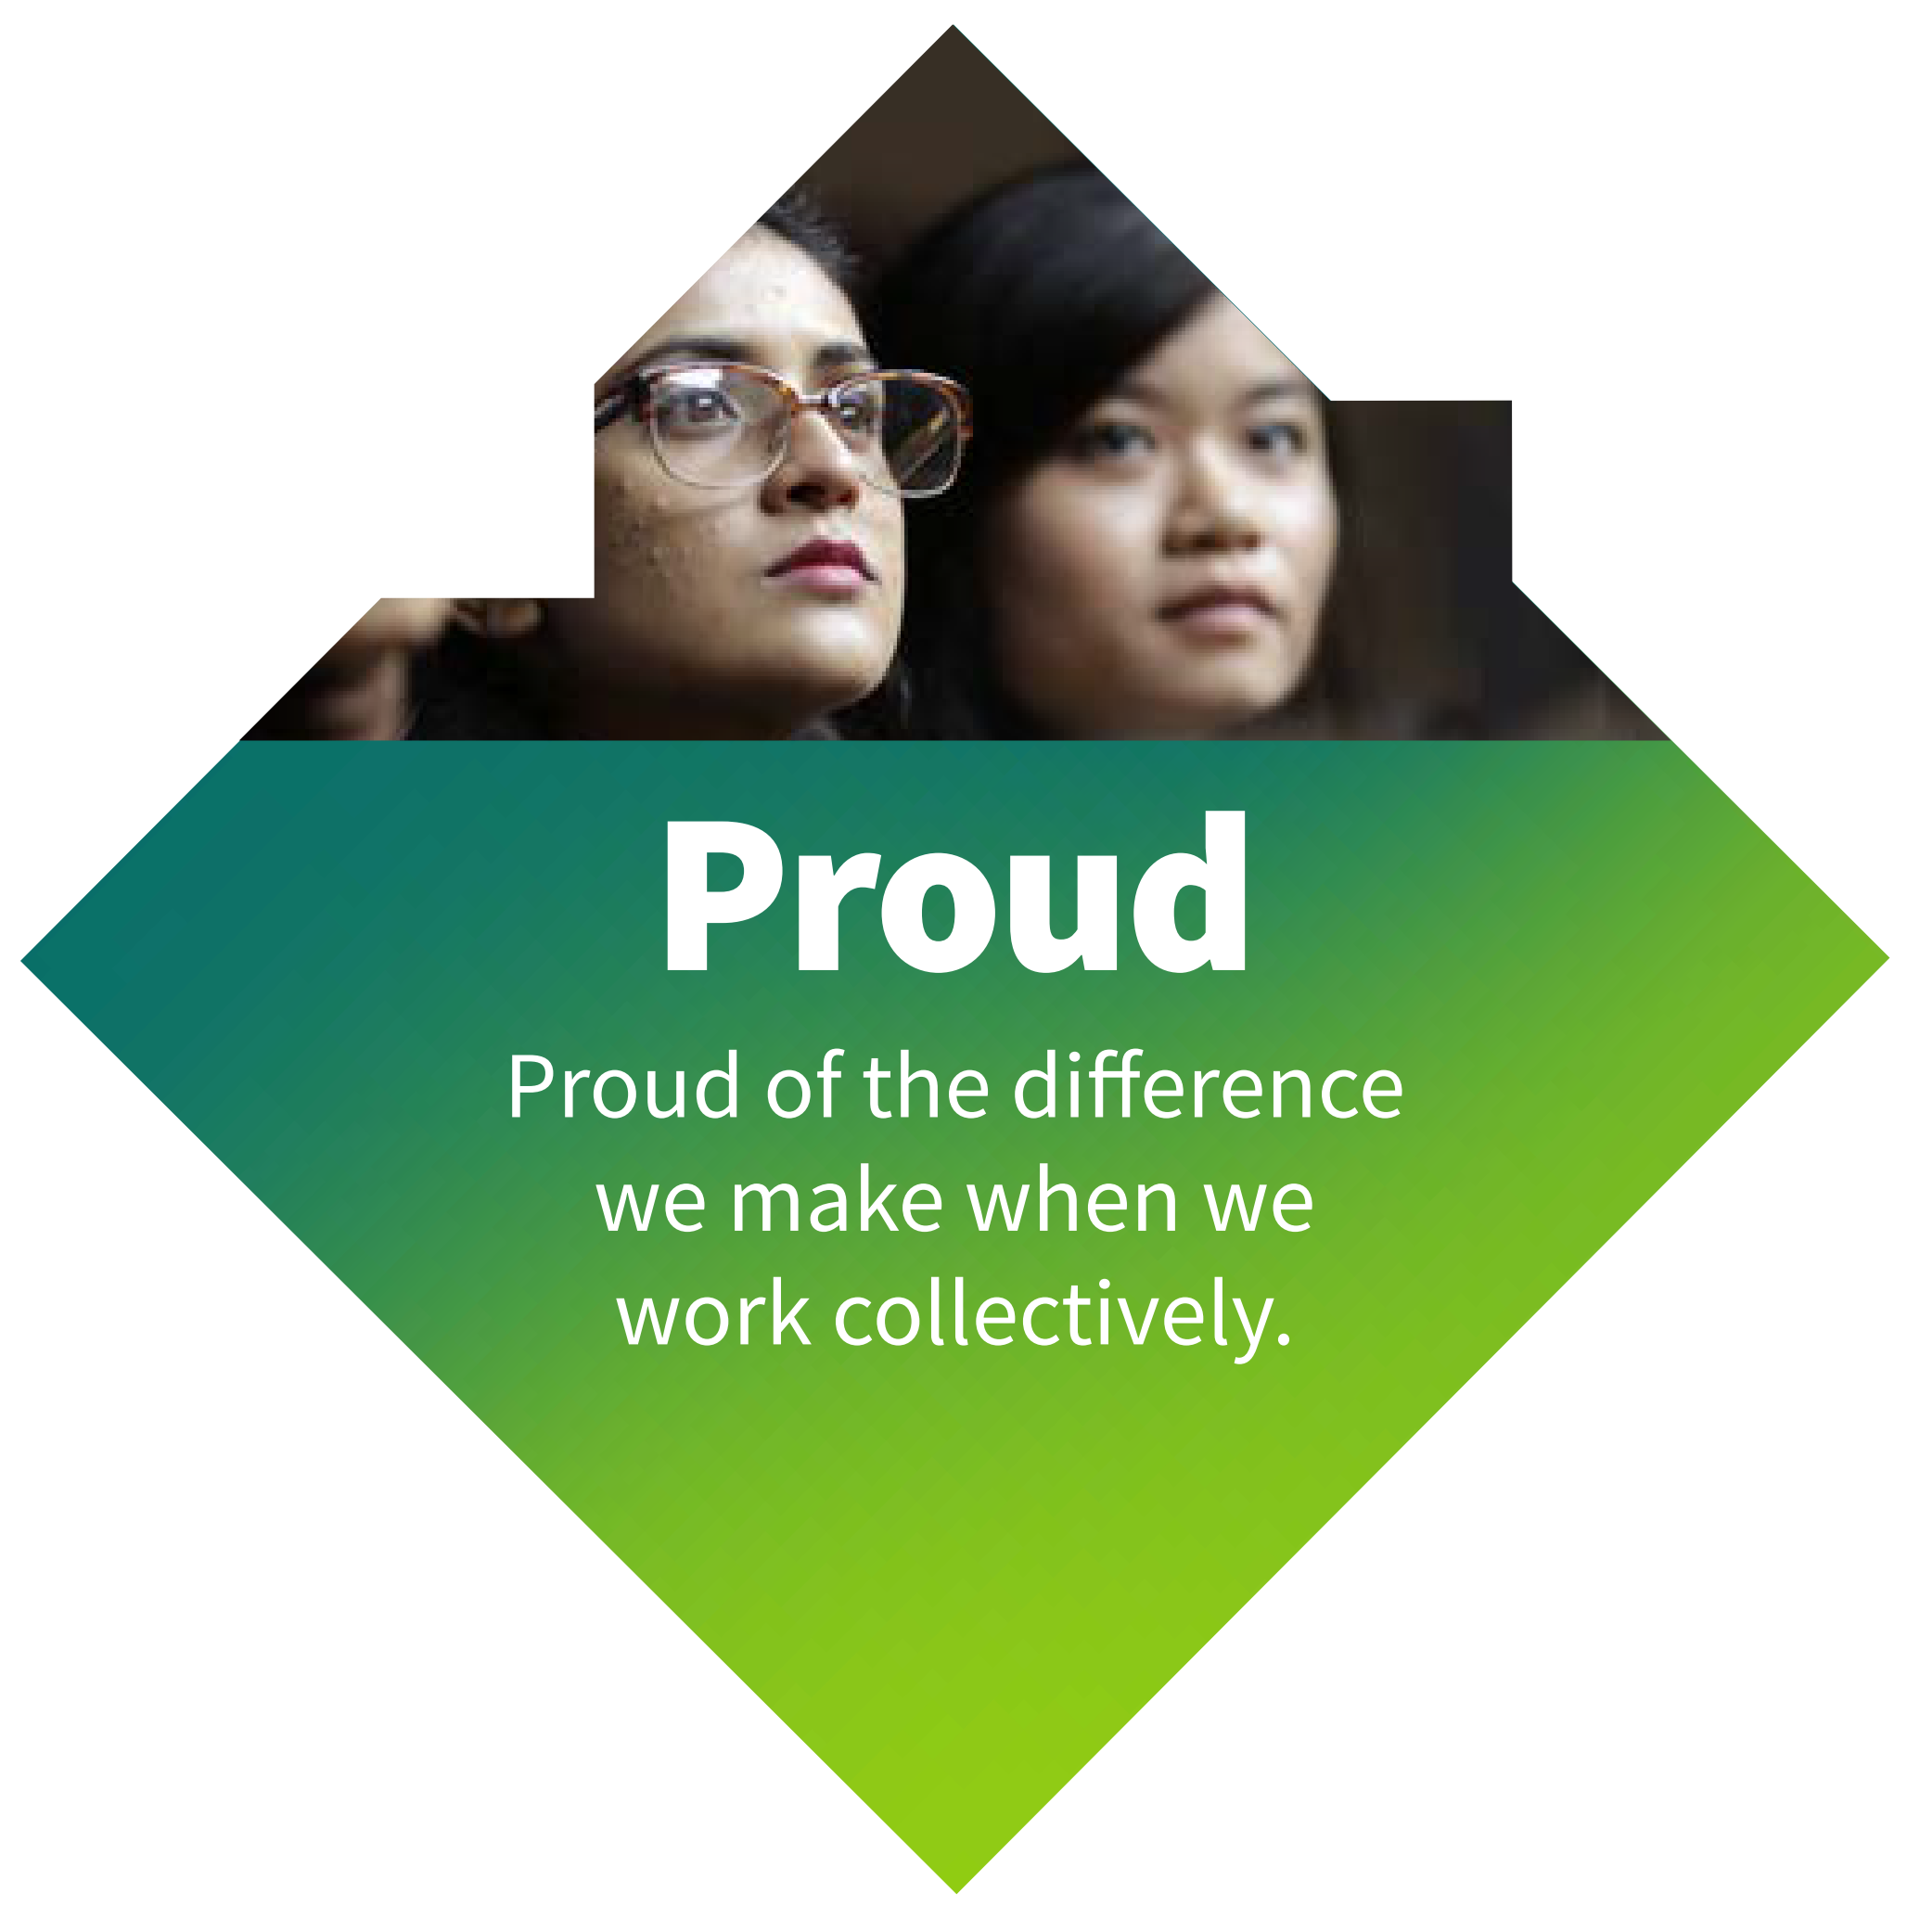 Proud
Proud of the difference
we make when we
work collectively.